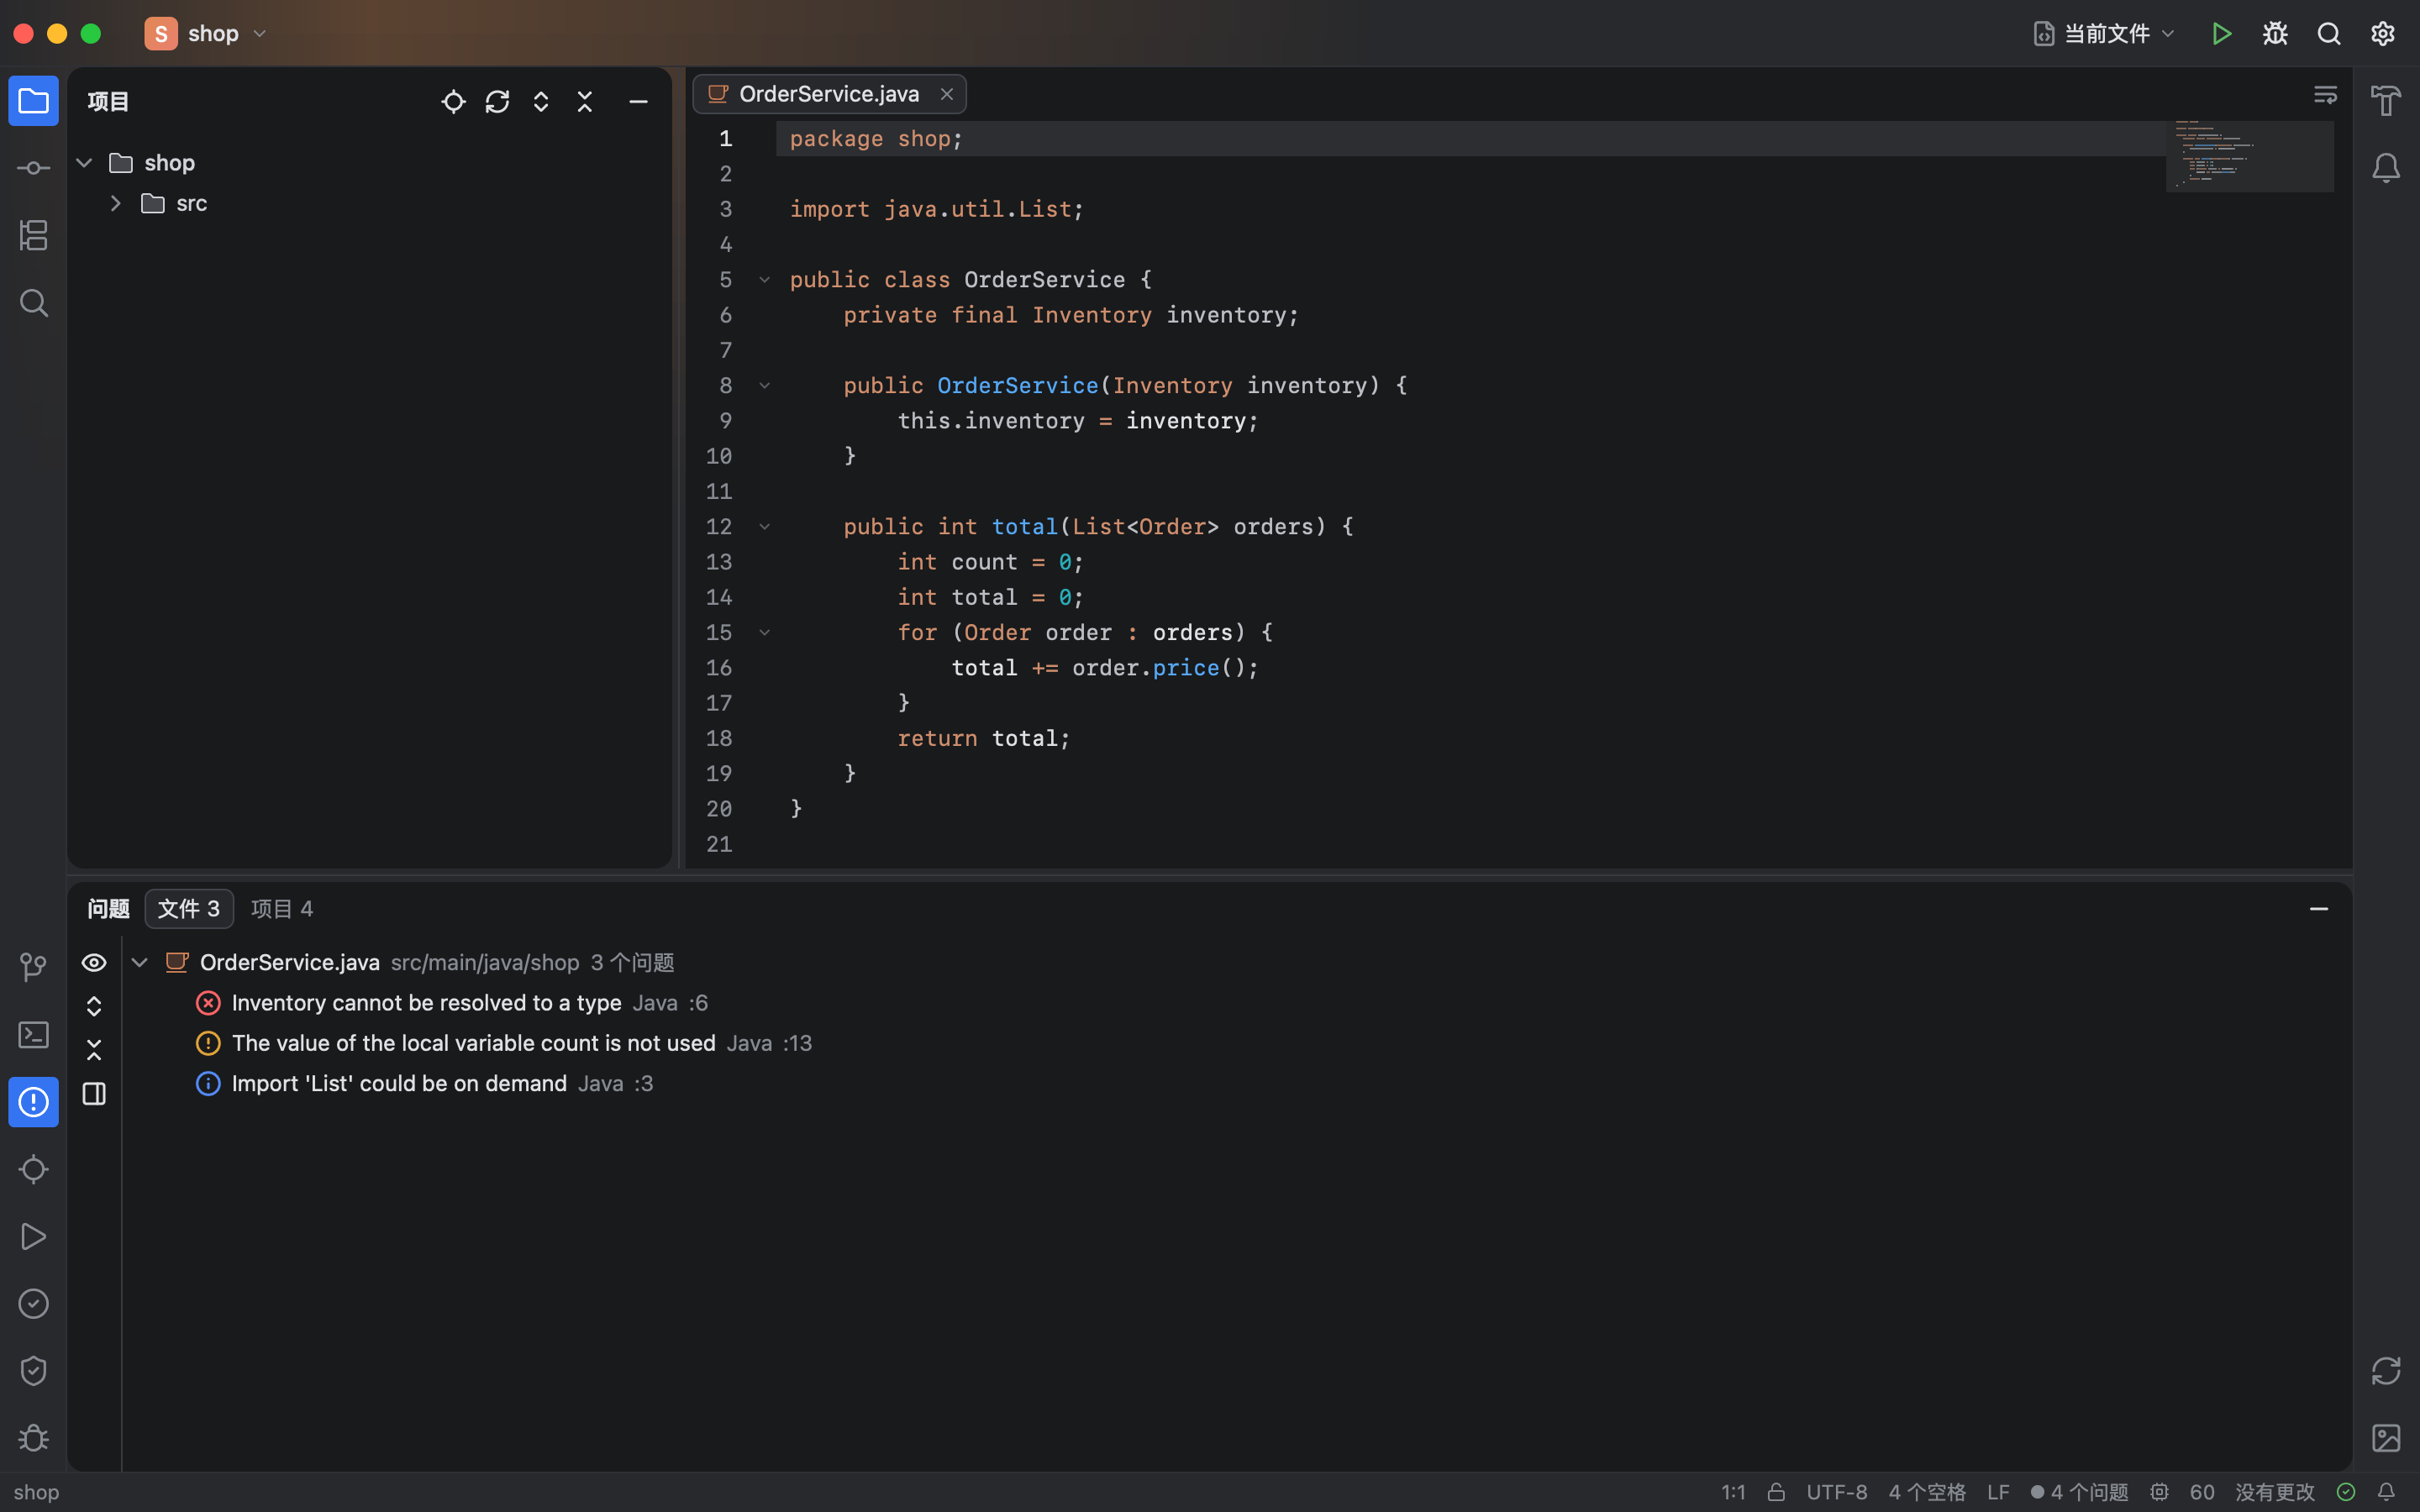 S shop
当前文件
项目
shop
src
OrderService.java
1 package shop;
2
3 import java.util.List;
4
5 public class OrderService {
6 private final Inventory inventory;
7
8 public OrderService(Inventory inventory) {
9 this.inventory = inventory;
10 }
11
12 public int total(List<Order> orders) {
13 int count = 0;
14 int total = 0;
15 for (Order order : orders) {
16 total += order.price();
17 }
18 return total;
19 }
20 }
21
问题 文件 3 项目 4
OrderService.java src/main/java/shop 3 个问题
Inventory cannot be resolved to a type Java :6
The value of the local variable count is not used Java :13
Import 'List' could be on demand Java :3
shop
1:1 UTF-8 4 个空格 LF 4 个问题 60 没有更改